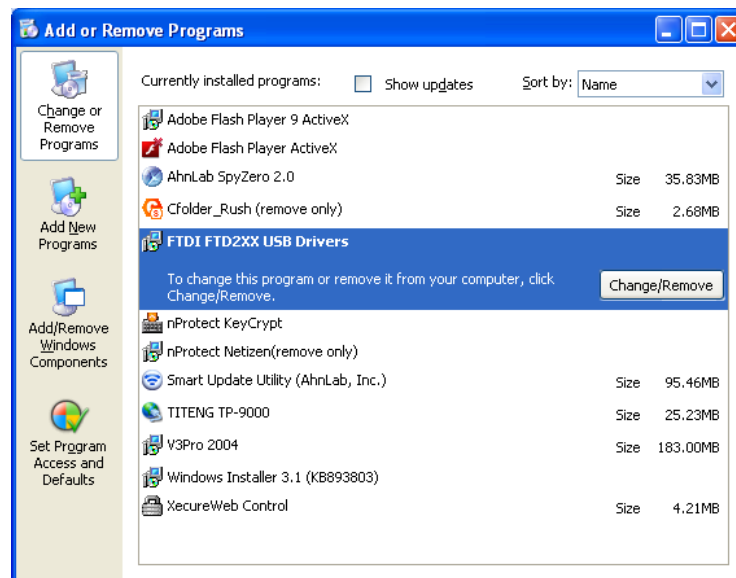 Add or Remove Programs
Change or
Remove
Programs
Add New
Programs
Add/Remove
Windows
Components
Set Program
Access and
Defaults
Currently installed programs: Show updates Sort by: Name
Adobe Flash Player 9 ActiveX
Adobe Flash Player ActiveX
AhnLab SpyZero 2.0 Size 35.83MB
Cfolder_Rush (remove only) Size 2.68MB
FTDI FTD2XX USB Drivers
To change this program or remove it from your computer, click
Change/Remove.
Change/Remove
nProtect KeyCrypt
nProtect Netizen(remove only)
Smart Update Utility (AhnLab, Inc.) Size 95.46MB
TITENG TP-9000 Size 25.23MB
V3Pro 2004 Size 183.00MB
Windows Installer 3.1 (KB893803)
XecureWeb Control Size 4.21MB